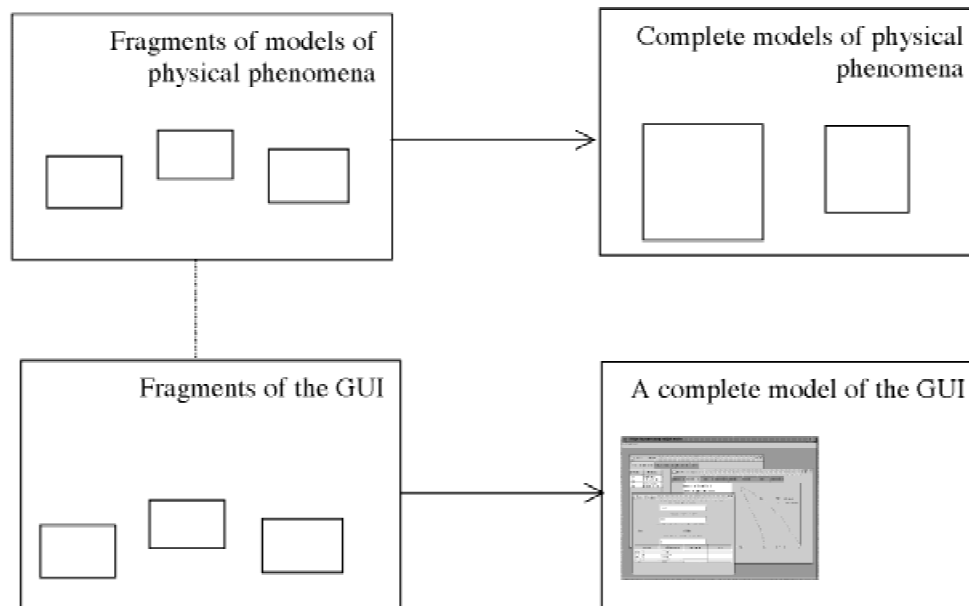 Fragments of models of
physical phenomena
Complete models of physical
phenomena
Fragments of the GUI
A complete model of the GUI